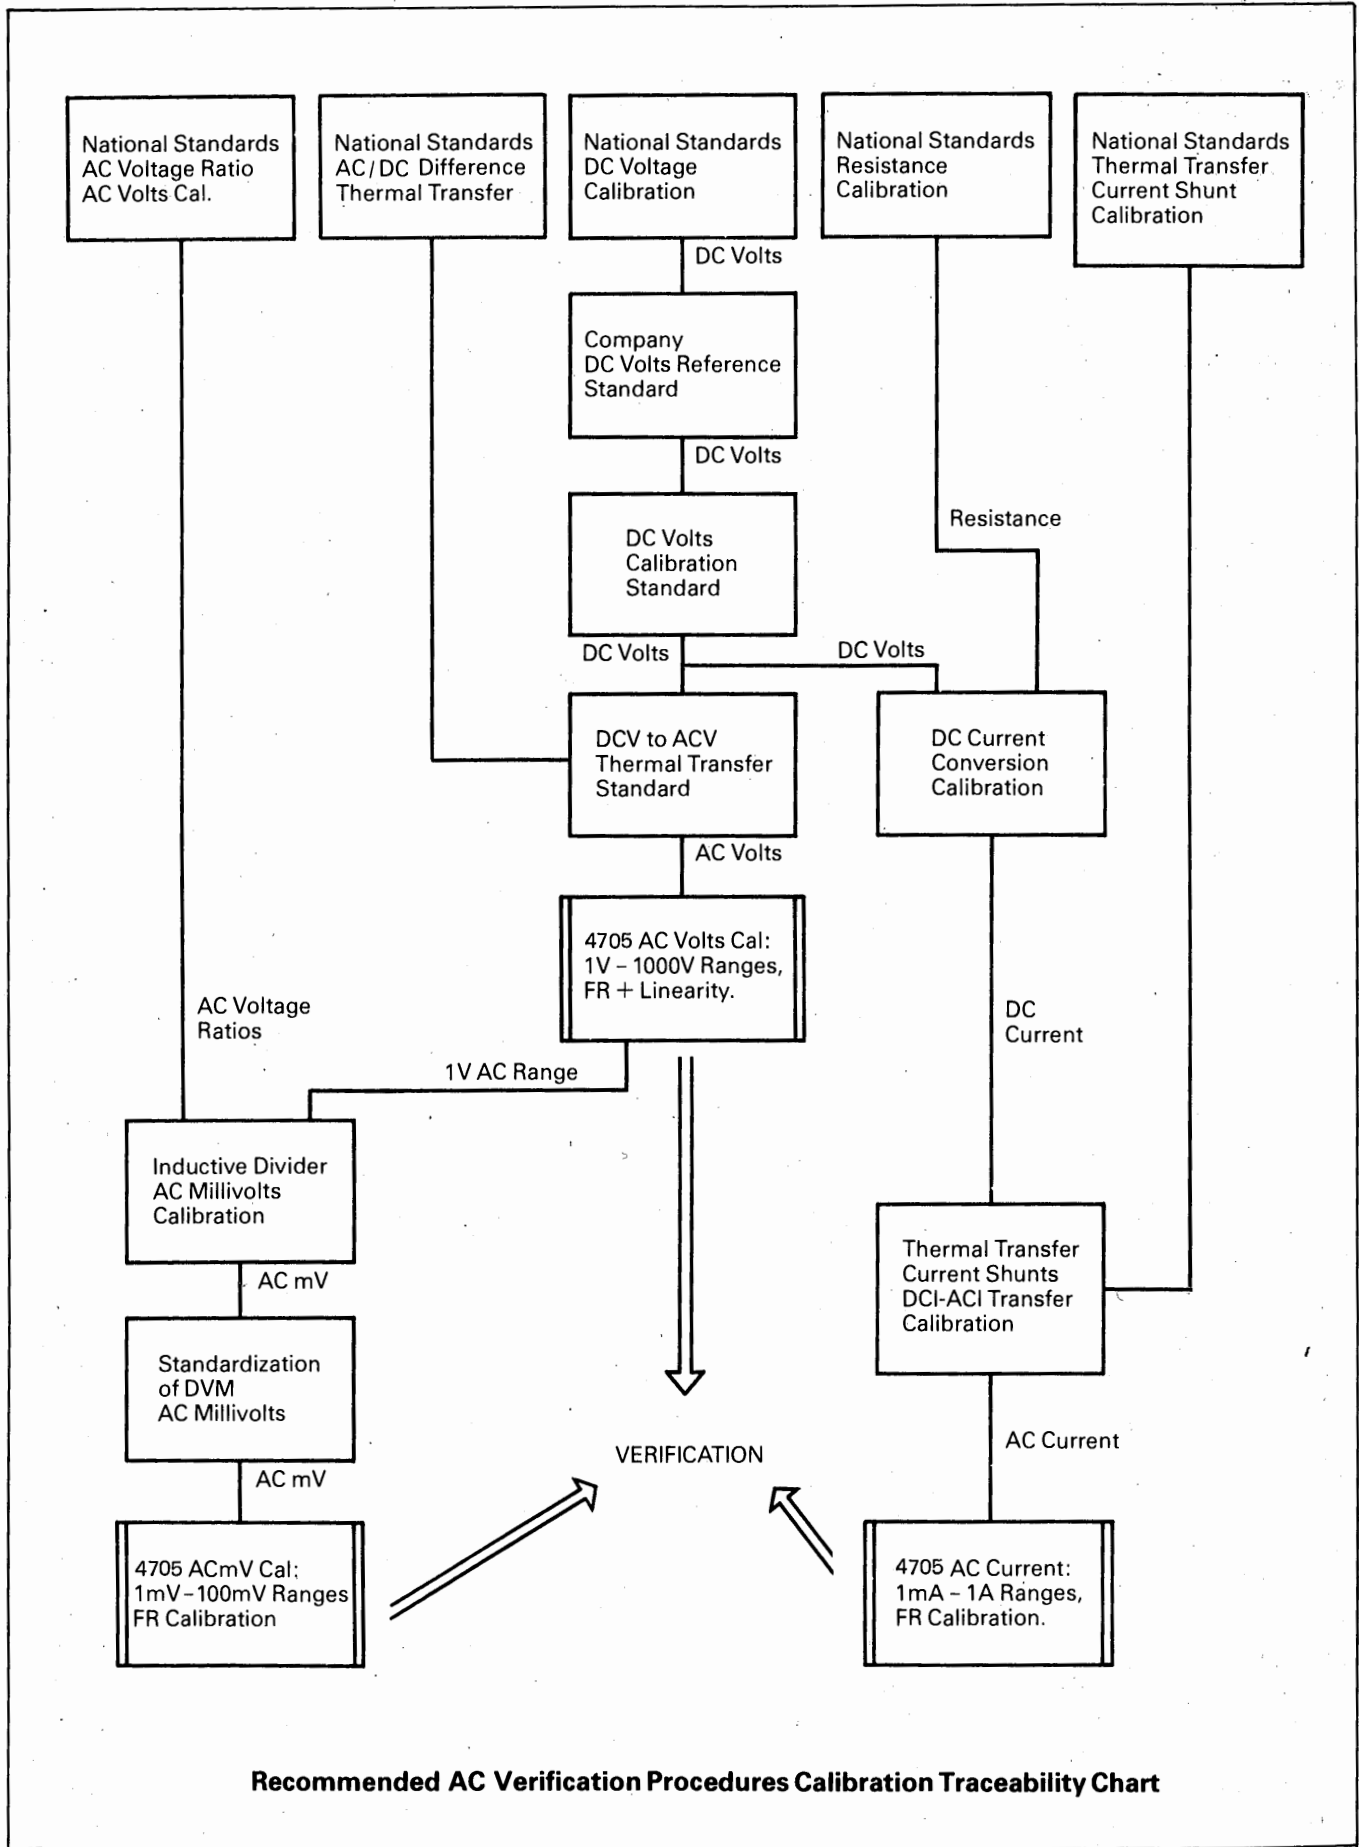 National Standards
AC Voltage Ratio
AC Volts Cal.
National Standards
AC/DC Difference
Thermal Transfer
National Standards
DC Voltage
Calibration
National Standards
Resistance
Calibration
National Standards
Thermal Transfer
Current Shunt
Calibration
DC Volts
Company
DC Volts Reference
Standard
DC Volts
Resistance
DC Volts
Calibration
Standard
DC Volts
DC Volts
DCV to ACV
Thermal Transfer
Standard
DC Current
Conversion
Calibration
AC Volts
4705 AC Volts Cal:
1V – 1000V Ranges,
FR + Linearity.
AC Voltage
Ratios
DC
Current
1V AC Range
Inductive Divider
AC Millivolts
Calibration
Thermal Transfer
Current Shunts
DCI-ACI Transfer
Calibration
AC mV
Standardization
of DVM
AC Millivolts
AC Current
VERIFICATION
AC mV
4705 ACmV Cal:
1mV–100mV Ranges
FR Calibration
4705 AC Current:
1mA – 1A Ranges,
FR Calibration.
Recommended AC Verification Procedures Calibration Traceability Chart